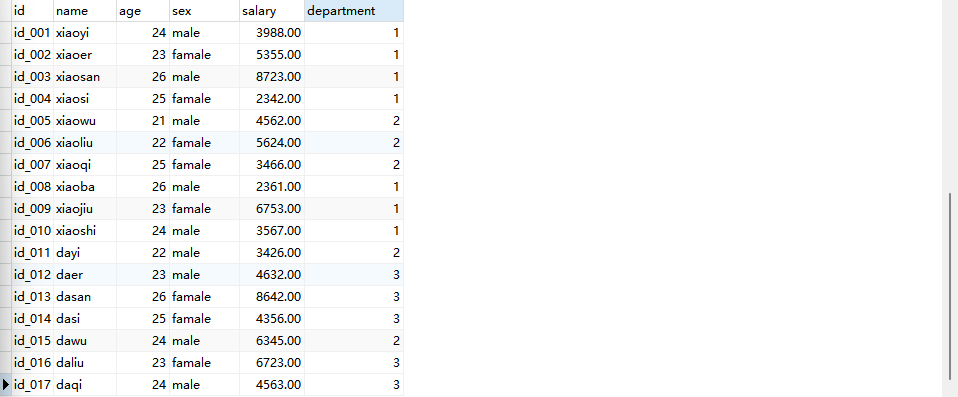 id name age sex salary department
id_001 xiaoyi 24 male 3988.00 1
id_002 xiaoer 23 famale 5355.00 1
id_003 xiaosan 26 male 8723.00 1
id_004 xiaosi 25 famale 2342.00 1
id_005 xiaowu 21 male 4562.00 2
id_006 xiaoliu 22 famale 5624.00 2
id_007 xiaoqi 25 famale 3466.00 2
id_008 xiaoba 26 male 2361.00 1
id_009 xiaojiu 23 famale 6753.00 1
id_010 xiaoshi 24 male 3567.00 1
id_011 dayi 22 male 3426.00 2
id_012 daer 23 male 4632.00 3
id_013 dasan 26 famale 8642.00 3
id_014 dasi 25 famale 4356.00 3
id_015 dawu 24 male 6345.00 2
id_016 daliu 23 famale 6723.00 3
id_017 daqi 24 male 4563.00 3